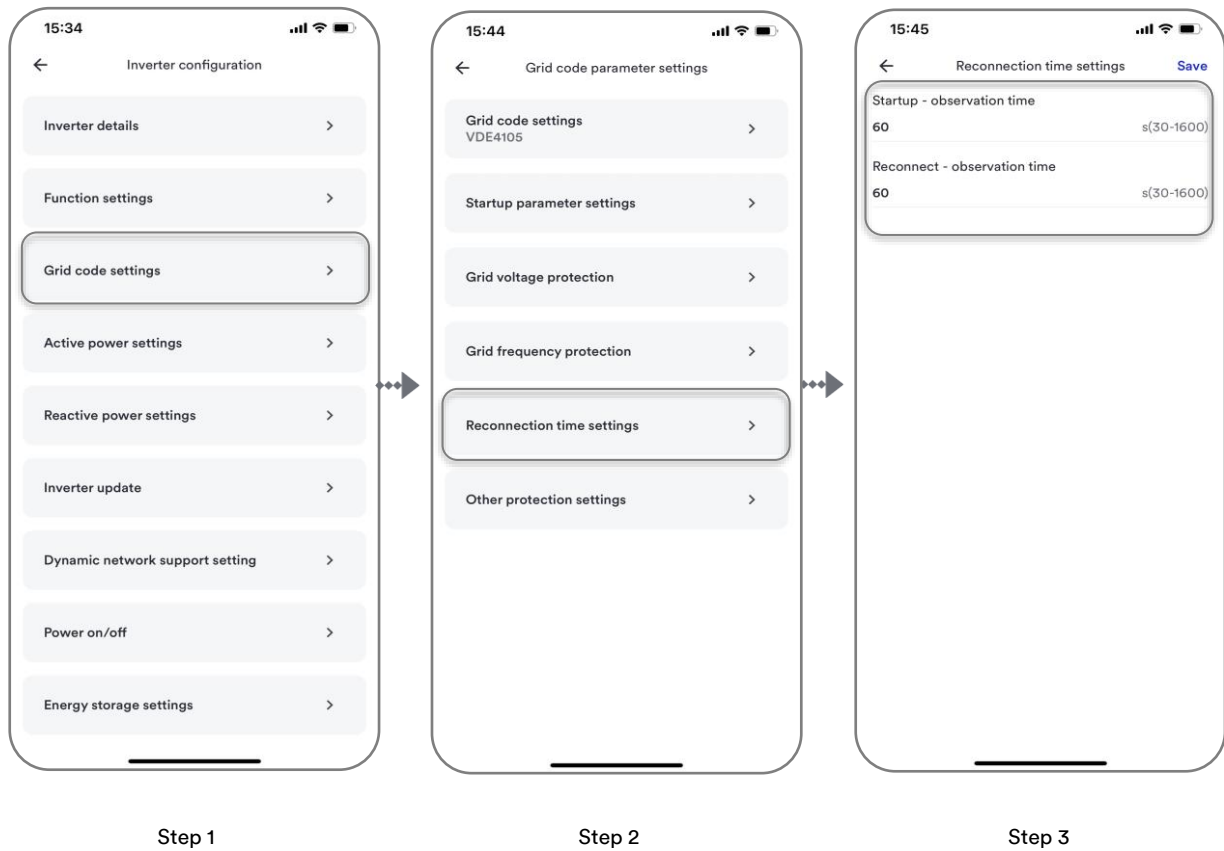 15:34
Inverter configuration
Inverter details
Function settings
Grid code settings
Active power settings
Reactive power settings
Inverter update
Dynamic network support setting
Power on/off
Energy storage settings
Step 1
15:44
Grid code parameter settings
Grid code settings
VDE4105
Startup parameter settings
Grid voltage protection
Grid frequency protection
Reconnection time settings
Other protection settings
Step 2
15:45
Reconnection time settings Save
Startup - observation time
60 s(30-1600)
Reconnect - observation time
60 s(30-1600)
Step 3